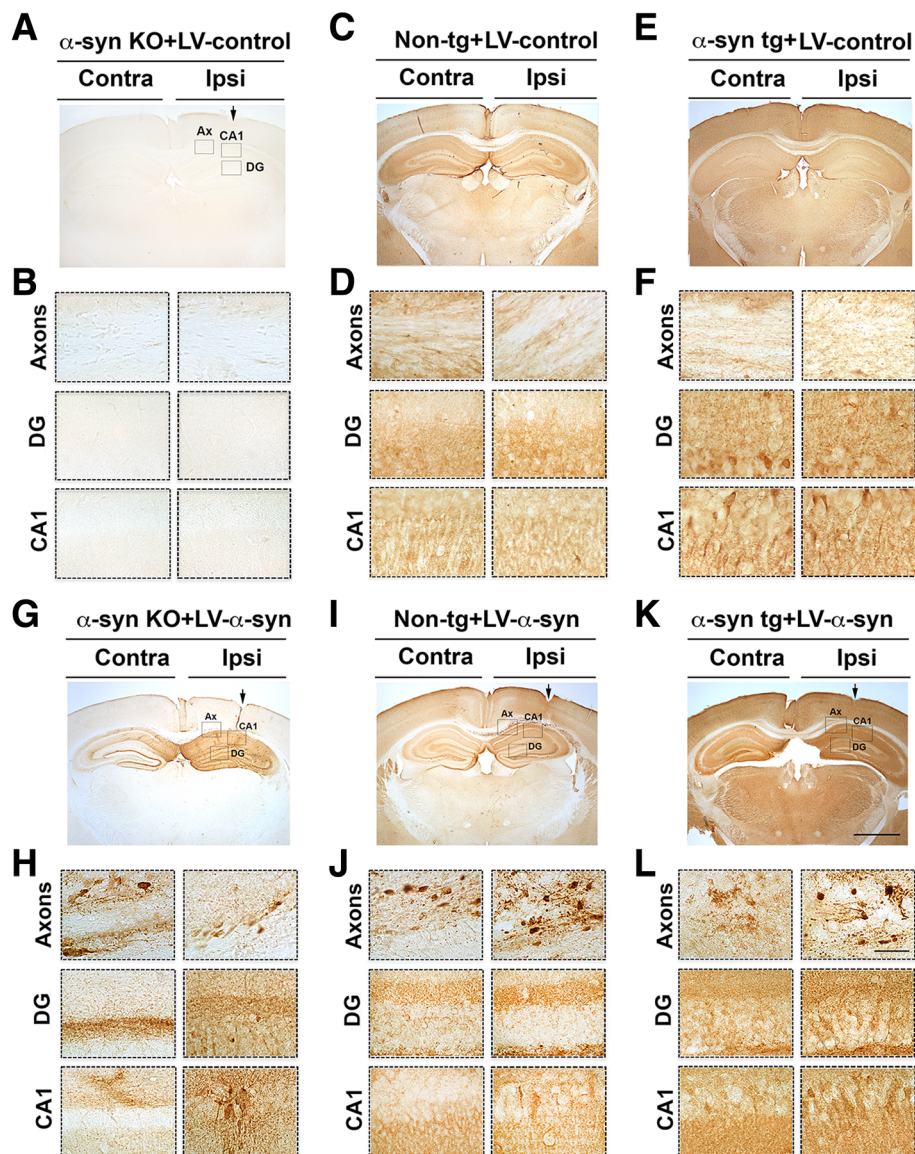 A
α-syn KO+LV-control
Contra Ipsi
Ax CA1
DG
C
Non-tg+LV-control
Contra Ipsi
E
α-syn tg+LV-control
Contra Ipsi
B
Axons
DG
CA1
D
Axons
DG
CA1
F
Axons
DG
CA1
G
α-syn KO+LV-α-syn
Contra Ipsi
Ax
CA1
DG
I
Non-tg+LV-α-syn
Contra Ipsi
Ax CA1
DG
K
α-syn tg+LV-α-syn
Contra Ipsi
Ax
CA1
DG
H
Axons
DG
CA1
J
Axons
DG
CA1
L
Axons
DG
CA1